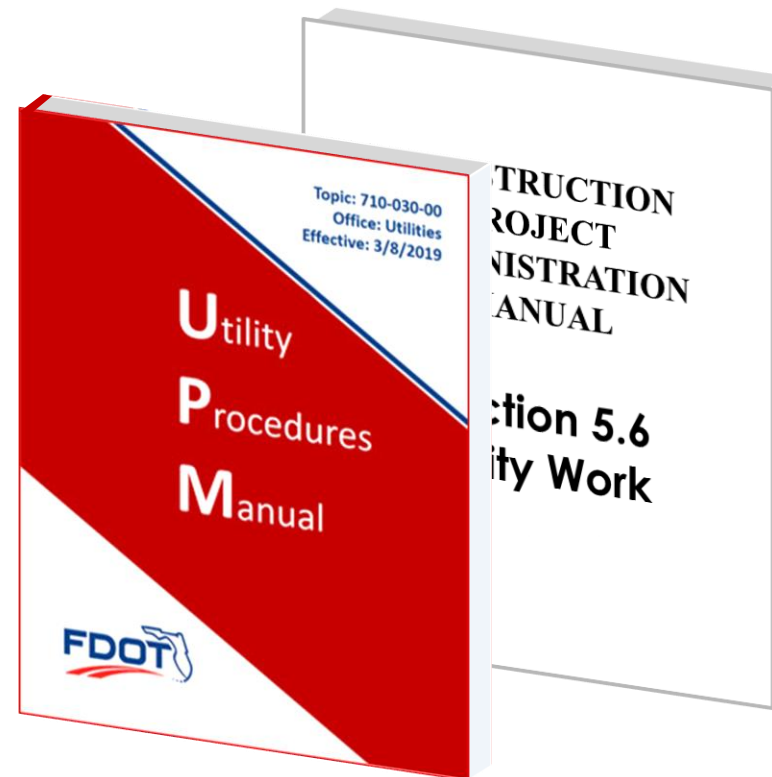 Topic: 710-030-00
Office: Utilities
Effective: 3/8/2019
Utility
Procedures
Manual
FDOT
TRUCTION
ROJECT
NISTRATION
ANUAL
ction 5.6
ity Work